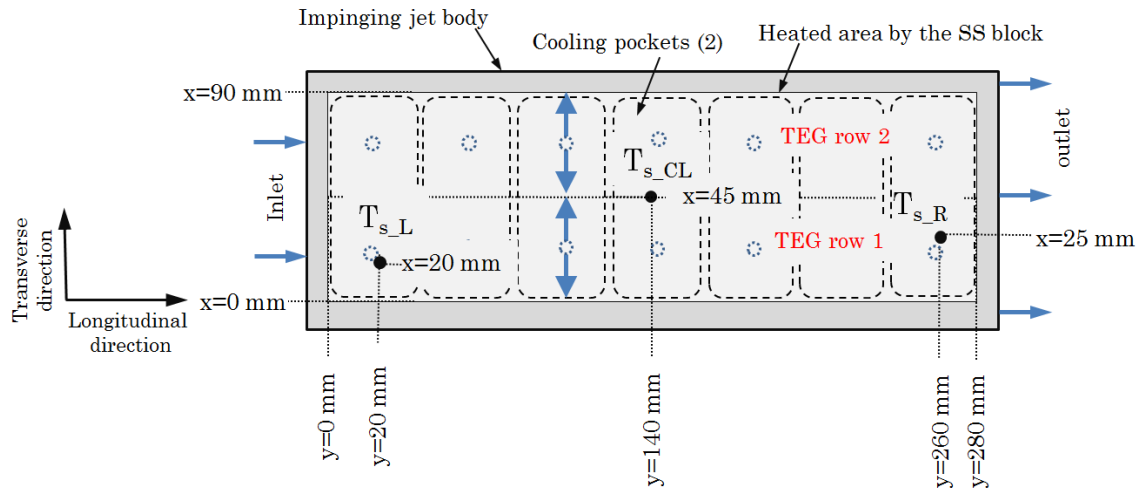 Impinging jet body
Cooling pockets (2)
Heated area by the SS block
x=90 mm
TEG row 2
outlet
Inlet
T_s_CL
x=45 mm
T_s_L
T_s_R
TEG row 1
x=25 mm
x=20 mm
x=0 mm
Transverse
direction
Longitudinal
direction
y=0 mm
y=20 mm
y=140 mm
y=260 mm
y=280 mm